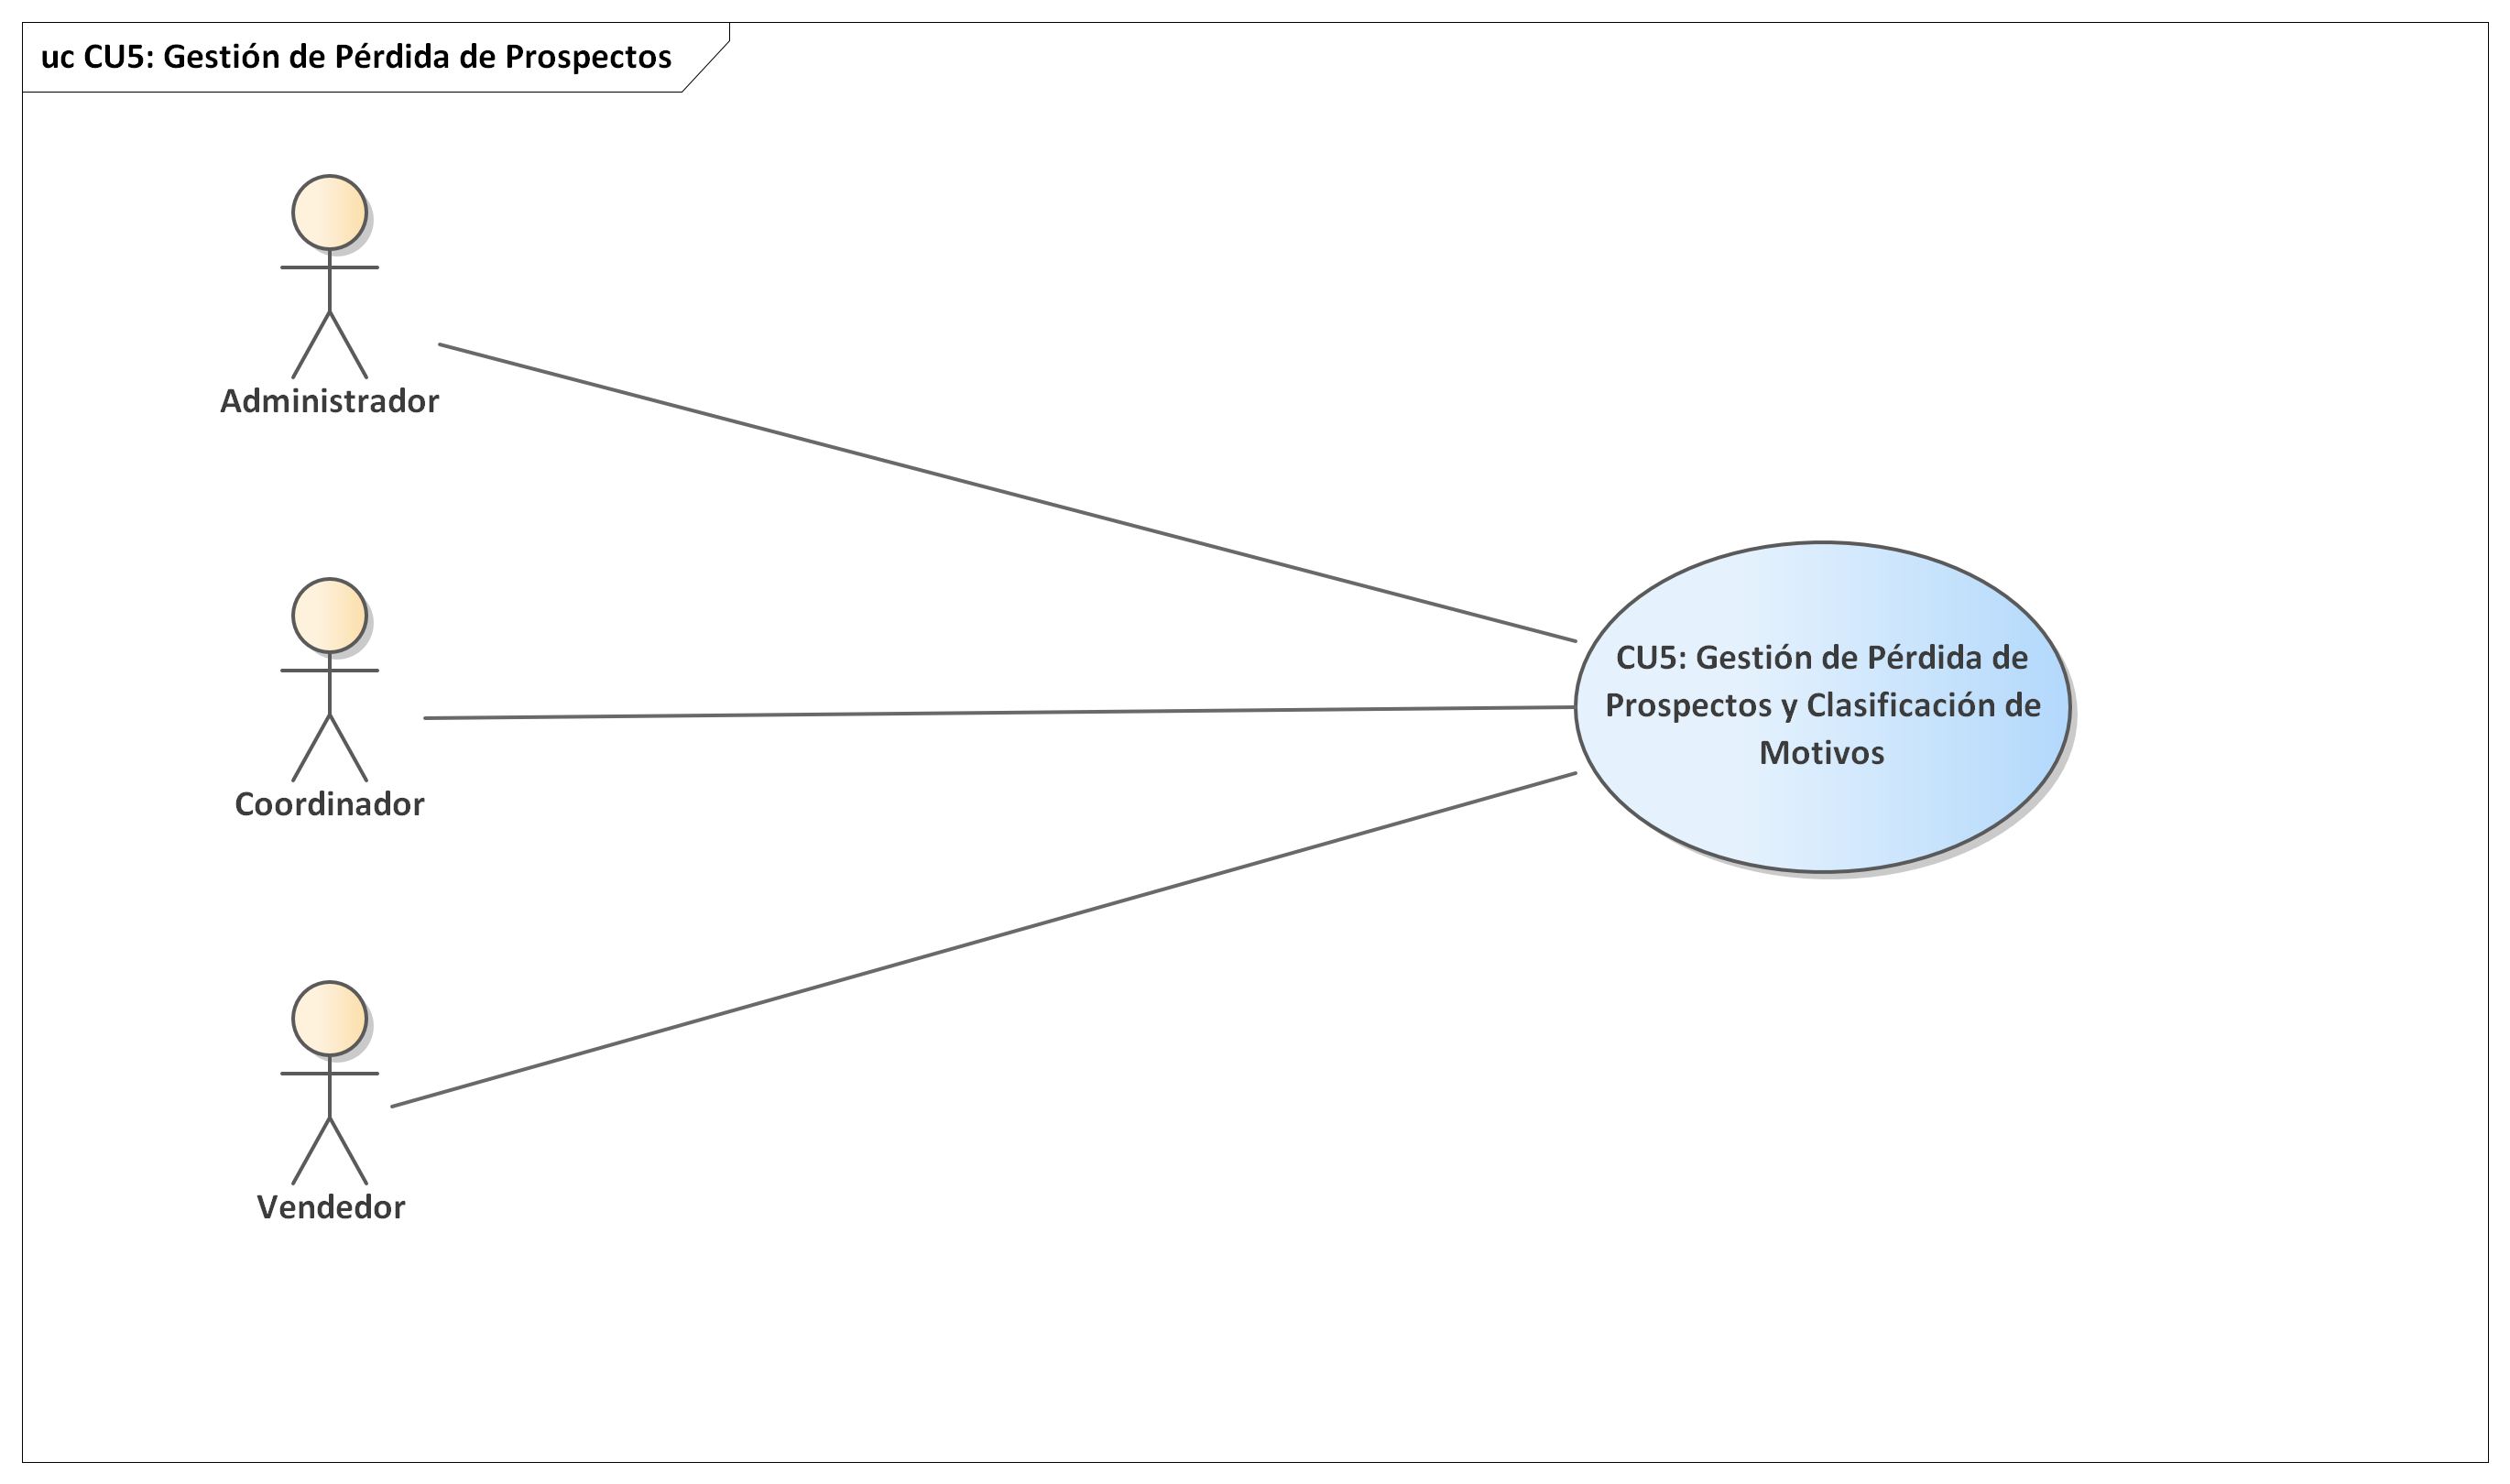 uc CU5: Gestión de Pérdida de Prospectos
Administrador
CU5: Gestión de Pérdida de
Prospectos y Clasificación de
Motivos
Coordinador
Vendedor